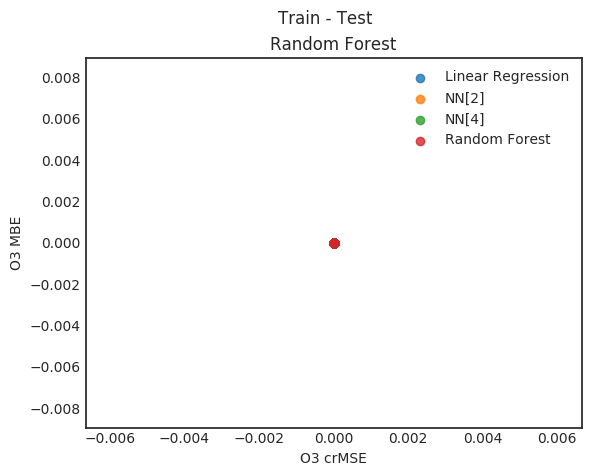 Train - Test
Random Forest
Linear Regression
NN[2]
NN[4]
Random Forest
0.008
0.006
0.004
0.002
0.000
−0.002
−0.004
−0.006
−0.008
O3 MBE
−0.006 −0.004 −0.002 0.000 0.002 0.004 0.006
O3 crMSE